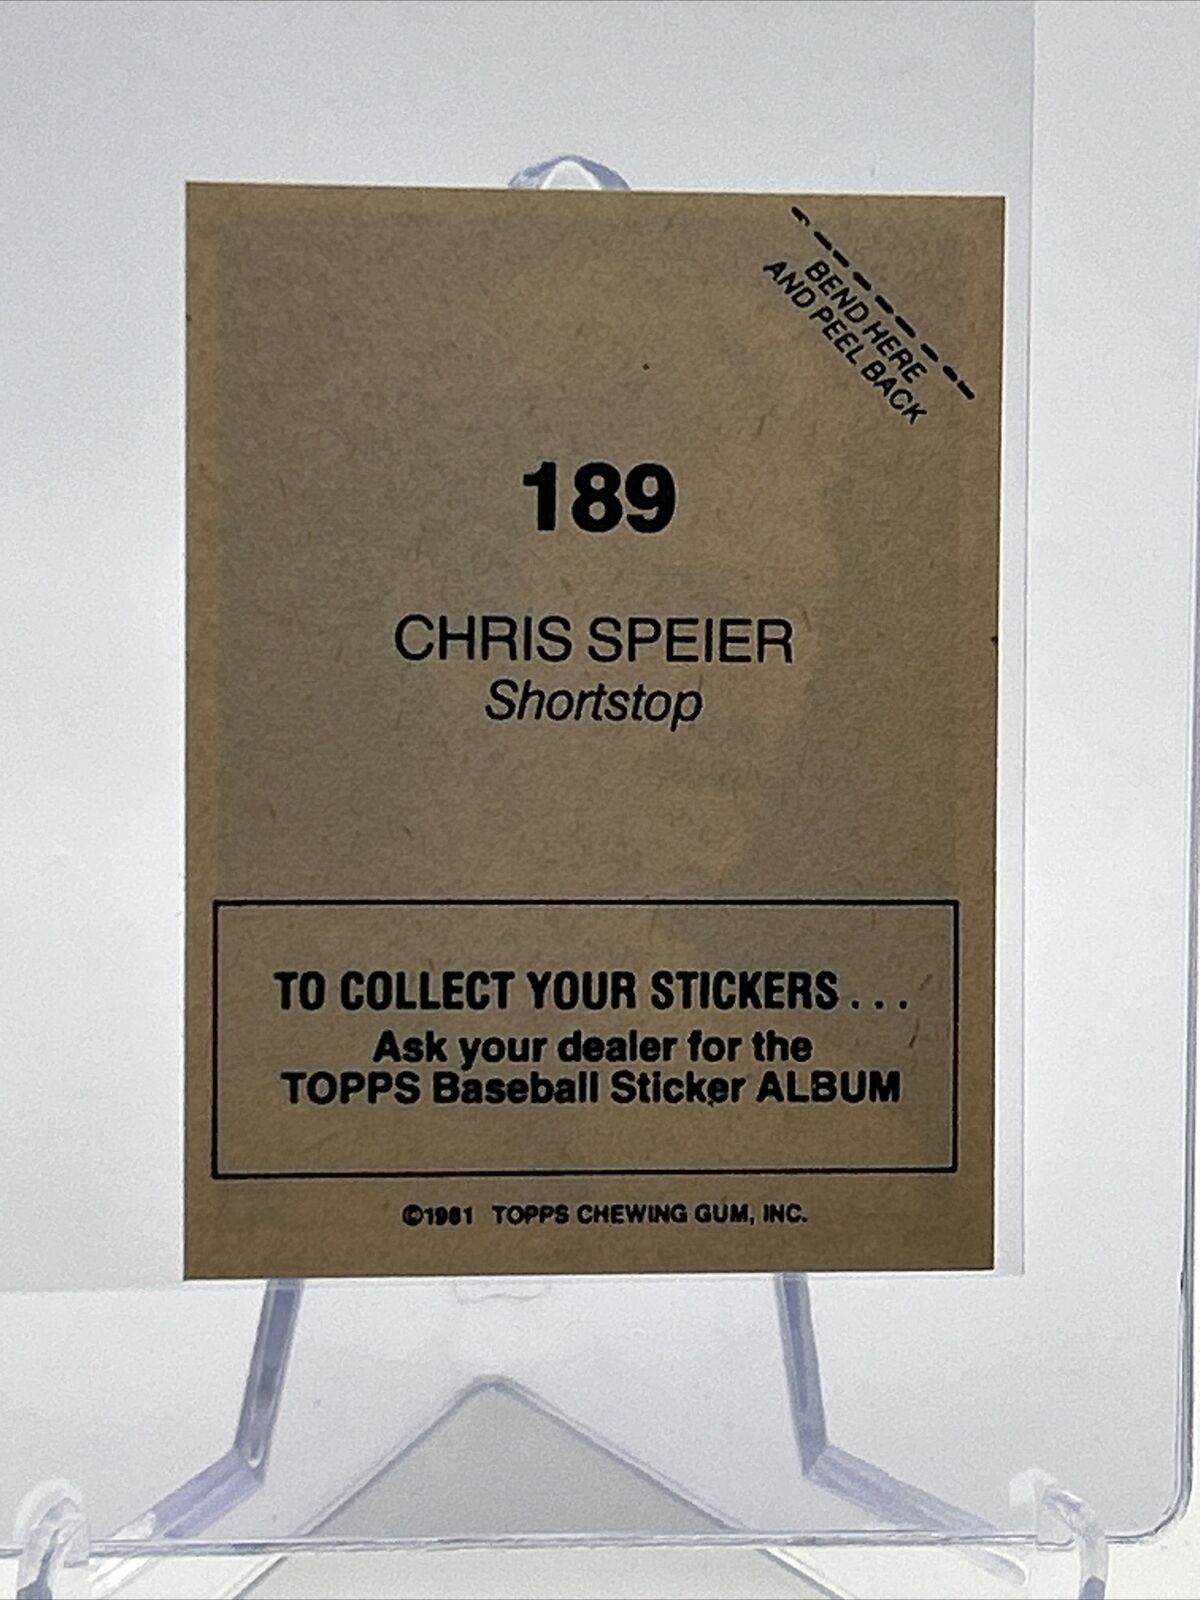 BEND HERE
AND PEEL BACK
189
CHRIS SPEIER
Shortstop
TO COLLECT YOUR STICKERS . . .
Ask your dealer for the
TOPPS Baseball Sticker ALBUM
©1981 TOPPS CHEWING GUM, INC.